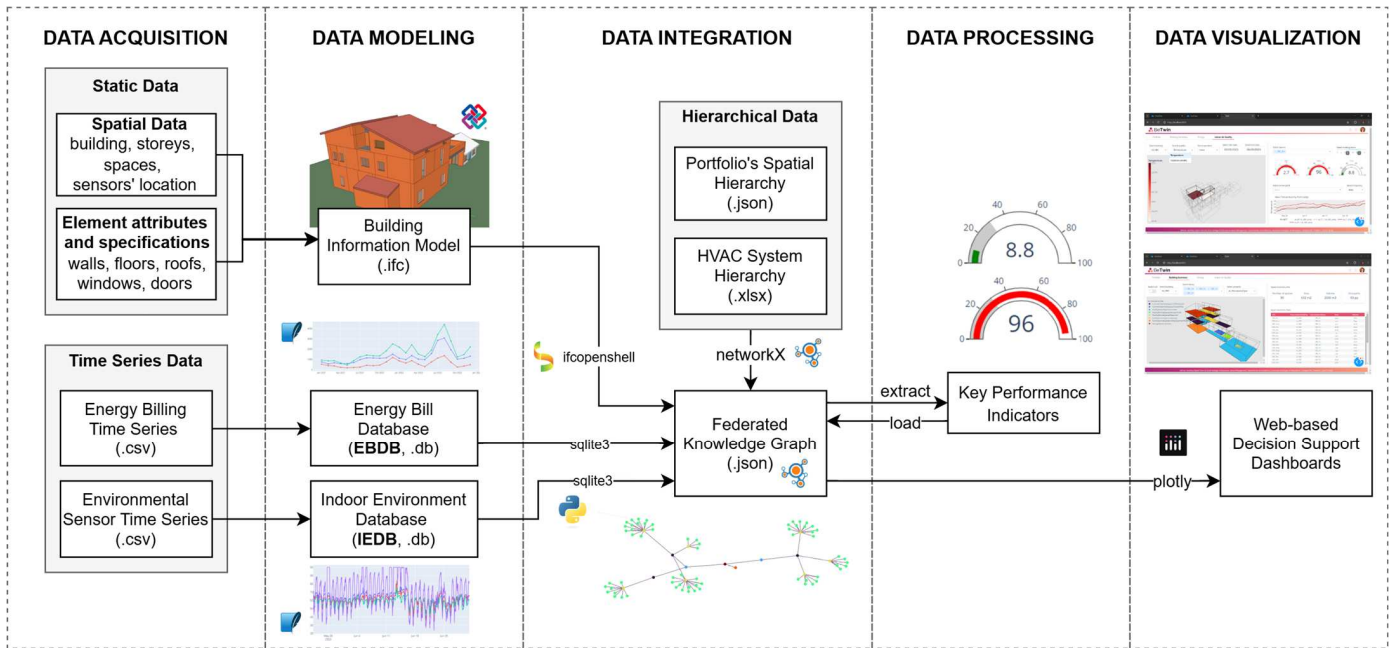 DATA ACQUISITION
Static Data
Spatial Data
building, storeys,
spaces,
sensors' location
Element attributes
and specifications
walls, floors, roofs,
windows, doors
Time Series Data
Energy Billing
Time Series
(.csv)
Environmental
Sensor Time Series
(.csv)
DATA MODELING
Building
Information Model
(.ifc)
Energy Bill
Database
(EBDB, .db)
Indoor Environment
Database
(IEDB, .db)
DATA INTEGRATION
Hierarchical Data
Portfolio's Spatial
Hierarchy
(.json)
HVAC System
Hierarchy
(.xlsx)
ifcopenshell
networkX
sqlite3
sqlite3
Federated
Knowledge Graph
(.json)
DATA PROCESSING
0
20
40
60
80
100
8.8
0
20
40
60
80
100
96
extract
load
Key Performance
Indicators
DATA VISUALIZATION
BeTwin
BeTwin
plotly
Web-based
Decision Support
Dashboards